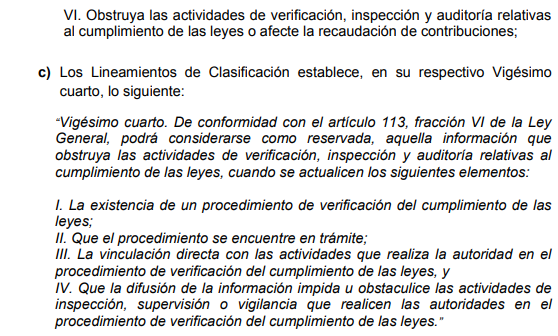 VI. Obstruya las actividades de verificación, inspección y auditoría relativas
al cumplimiento de las leyes o afecte la recaudación de contribuciones;
c) Los Lineamientos de Clasificación establece, en su respectivo Vigésimo
cuarto, lo siguiente:
“Vigésimo cuarto. De conformidad con el artículo 113, fracción VI de la Ley
General, podrá considerarse como reservada, aquella información que
obstruya las actividades de verificación, inspección y auditoría relativas al
cumplimiento de las leyes, cuando se actualicen los siguientes elementos:
I. La existencia de un procedimiento de verificación del cumplimiento de las
leyes;
II. Que el procedimiento se encuentre en trámite;
III. La vinculación directa con las actividades que realiza la autoridad en el
procedimiento de verificación del cumplimiento de las leyes, y
IV. Que la difusión de la información impida u obstaculice las actividades de
inspección, supervisión o vigilancia que realicen las autoridades en el
procedimiento de verificación del cumplimiento de las leyes.”